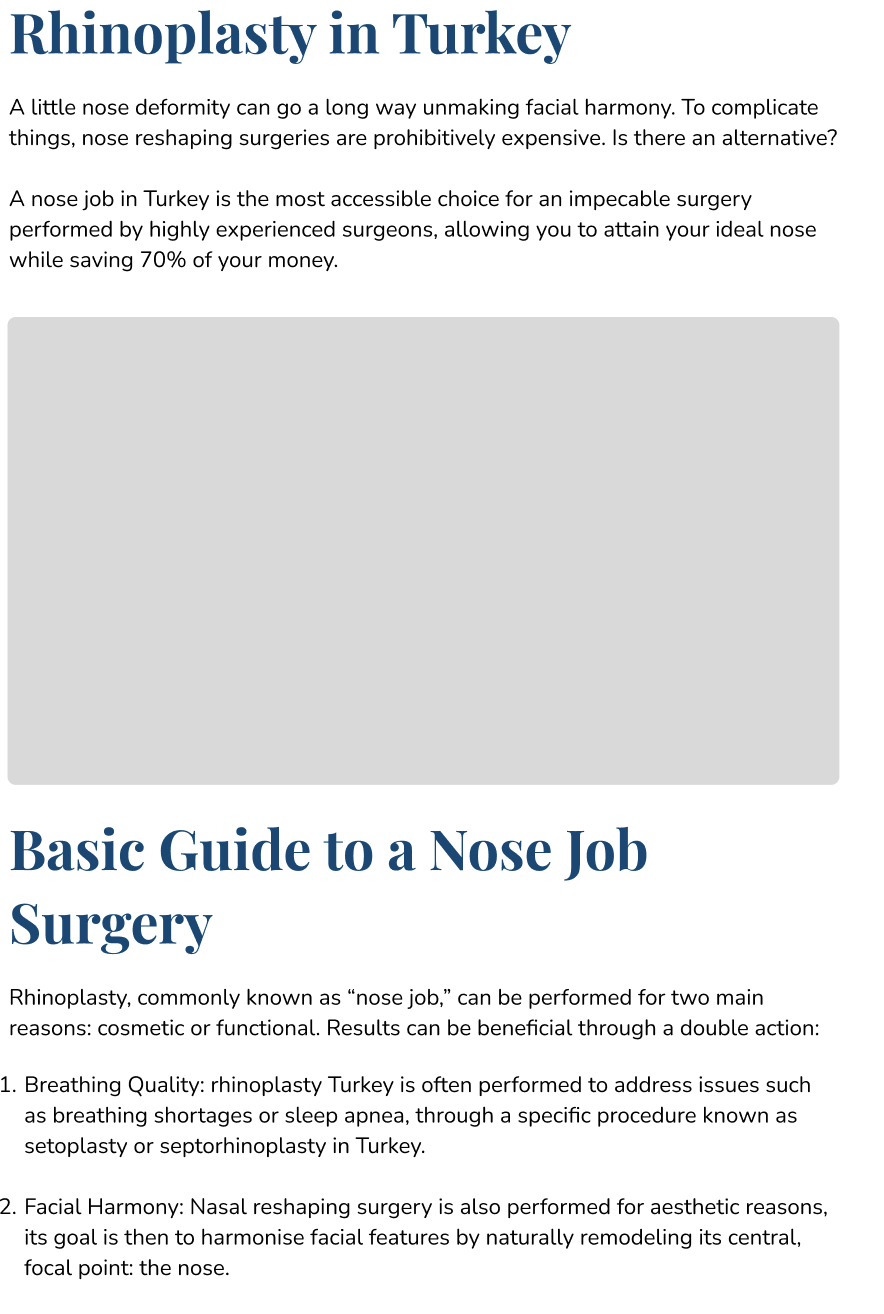 Rhinoplasty in Turkey
A little nose deformity can go a long way unmaking facial harmony. To complicate
things, nose reshaping surgeries are prohibitively expensive. Is there an alternative?
A nose job in Turkey is the most accessible choice for an impecable surgery
performed by highly experienced surgeons, allowing you to attain your ideal nose
while saving 70% of your money.
Basic Guide to a Nose Job
Surgery
Rhinoplasty, commonly known as “nose job,” can be performed for two main
reasons: cosmetic or functional. Results can be beneficial through a double action:
1. Breathing Quality: rhinoplasty Turkey is often performed to address issues such
as breathing shortages or sleep apnea, through a specific procedure known as
setoplasty or septorhinoplasty in Turkey.
2. Facial Harmony: Nasal reshaping surgery is also performed for aesthetic reasons,
its goal is then to harmonise facial features by naturally remodeling its central,
focal point: the nose.